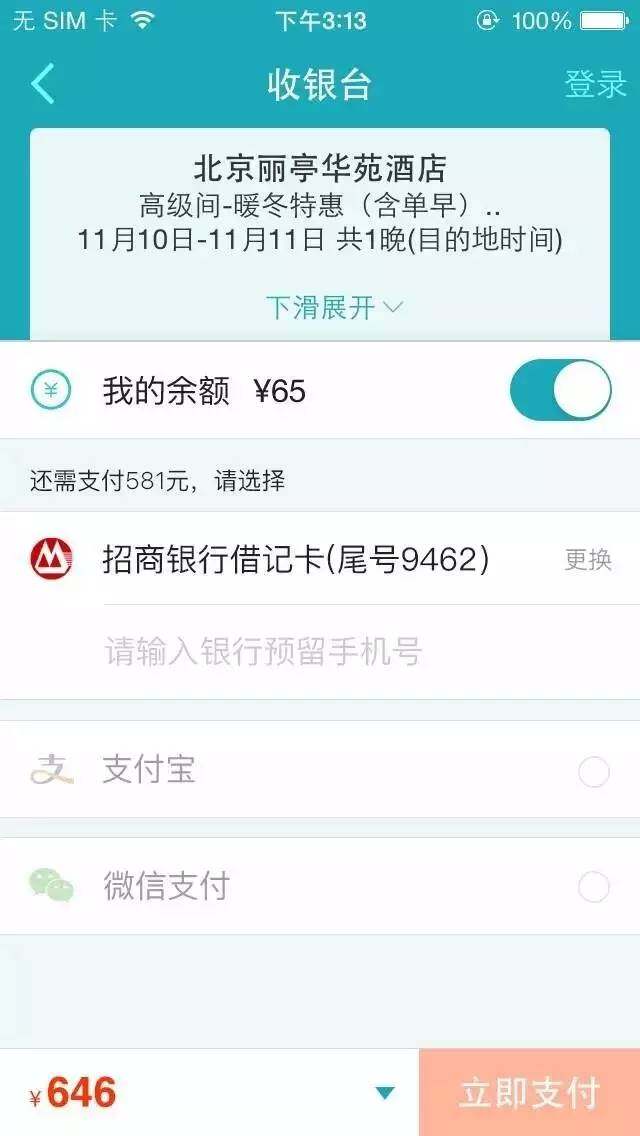 无 SIM 卡 下午3:13 100%
收银台 登录
北京丽亭华苑酒店
高级间-暖冬特惠（含单早）..
11月10日-11月11日 共1晚(目的地时间)
下滑展开
¥ 我的余额 ¥65
还需支付581元，请选择
招商银行借记卡(尾号9462) 更换
请输入银行预留手机号
支 支付宝
微信支付
¥646 立即支付